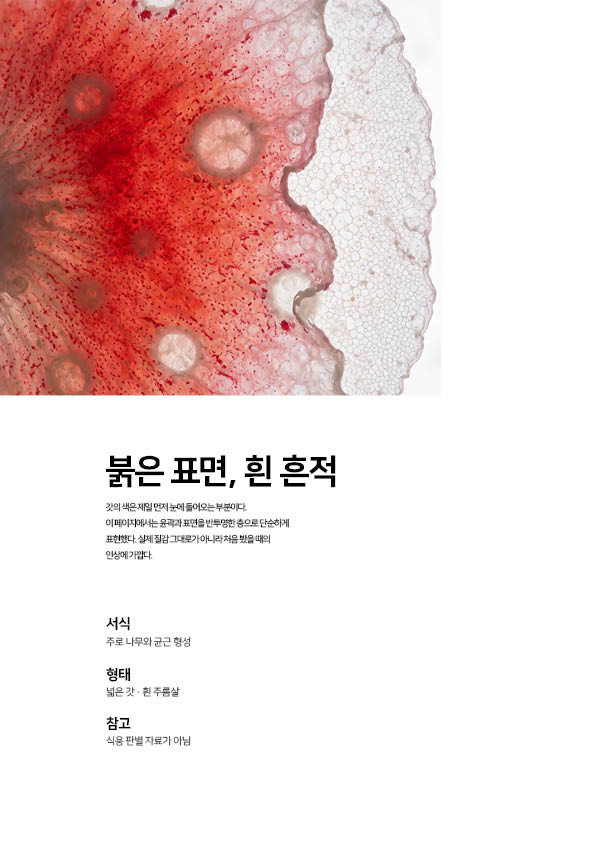 붉은 표면, 흰 흔적
갓의 색은 제일 먼저 눈에 들어오는 부분이다.
이 페이지에서는 윤곽과 표면을 반투명한 층으로 단순하게
표현했다. 실제 질감 그대로가 아니라 처음 봤을 때의
인상에 가깝다.
서식
주로 나무와 균근 형성
형태
넓은 갓 · 흰 주름살
참고
식용 판별 자료가 아님